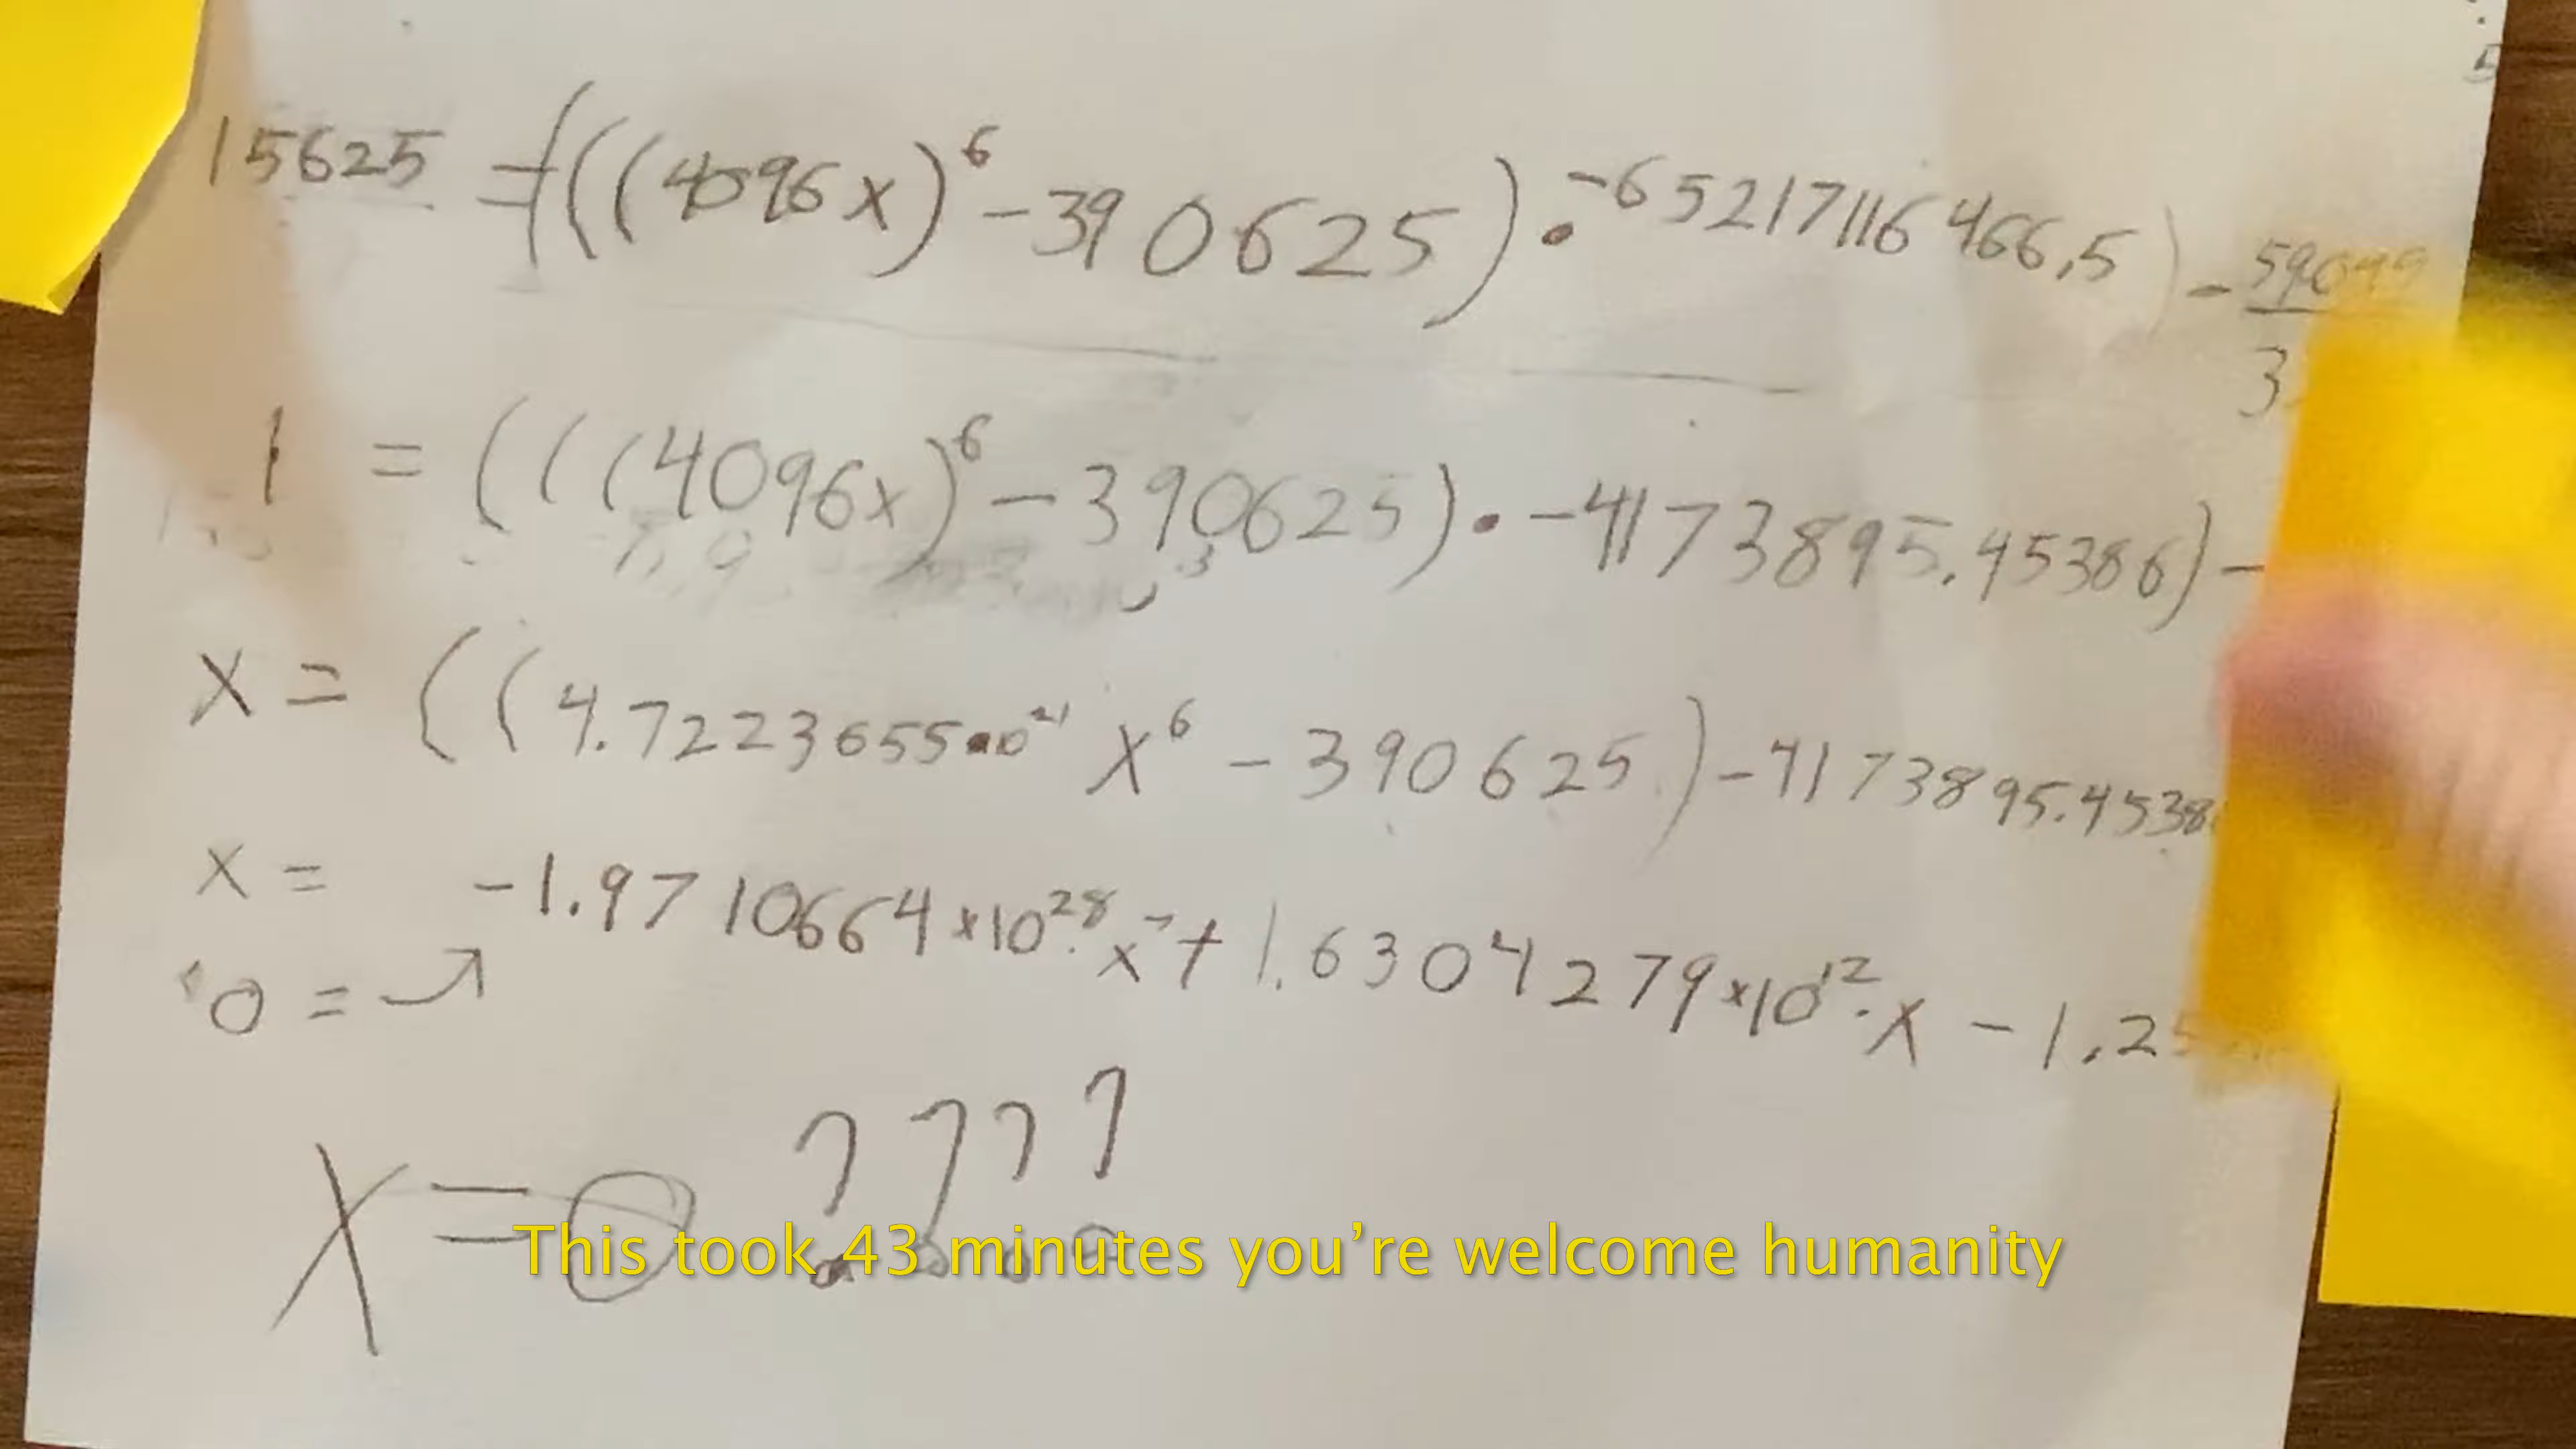 15625 = (((4096x)^6 - 390625) • -65217116466,5) - 59049
3
1 = (((4096x)^6 - 390625) • -4173895.45386) -
x = ((4.7223655•10^21 x^6 - 390625) - 4173895.4538
x = -1.9710664×10^28 • x^7 + 1.6304279×10^12 • x - 1.25
0 = ↗
x = 0 ????
This took 43 minutes you're welcome humanity